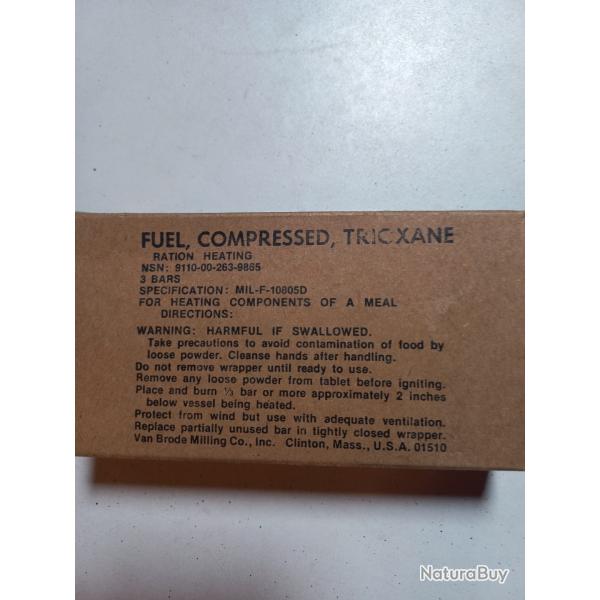 FUEL, COMPRESSED, TRIOXANE
RATION HEATING
NSN: 9110-00-263-9865
3 BARS
SPECIFICATION: MIL-F-10805D
FOR HEATING COMPONENTS OF A MEAL
DIRECTIONS:
WARNING: HARMFUL IF SWALLOWED.
Take precautions to avoid contamination of food by
loose powder. Cleanse hands after handling.
Do not remove wrapper until ready to use.
Remove any loose powder from tablet before igniting.
Place and burn ⅓ bar or more approximately 2 inches
below vessel being heated.
Protect from wind but use with adequate ventilation.
Replace partially unused bar in tightly closed wrapper.
Van Brode Milling Co., Inc. Clinton, Mass., U.S.A. 01510
NaturaBuy